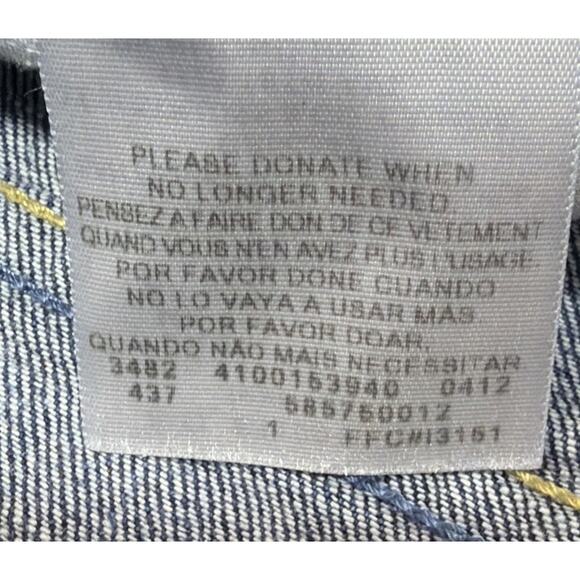 PLEASE DONATE WHEN
NO LONGER NEEDED.
PENSEZ A FAIRE DON DE CE VETEMENT
QUAND VOUS N'EN AVEZ PLUS L'USAGE
POR FAVOR DONE CUANDO
NO LO VAYA A USAR MÁS
POR FAVOR DOAR,
QUANDO NÃO MAIS NECESSITAR
3482 4100153940 0412
437 585750012
1 FFC#I3151